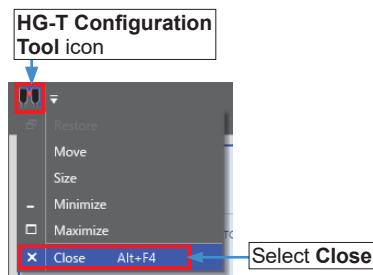 HG-T Configuration
Tool icon
Restore
Move
Size
Minimize
Maximize
Close Alt+F4
Select Close